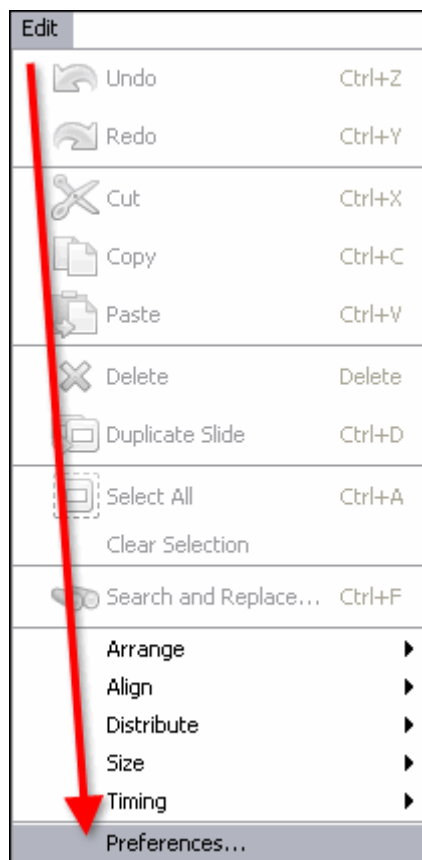 Edit
Undo Ctrl+Z
Redo Ctrl+Y
Cut Ctrl+X
Copy Ctrl+C
Paste Ctrl+V
Delete Delete
Duplicate Slide Ctrl+D
Select All Ctrl+A
Clear Selection
Search and Replace... Ctrl+F
Arrange
Align
Distribute
Size
Timing
Preferences...